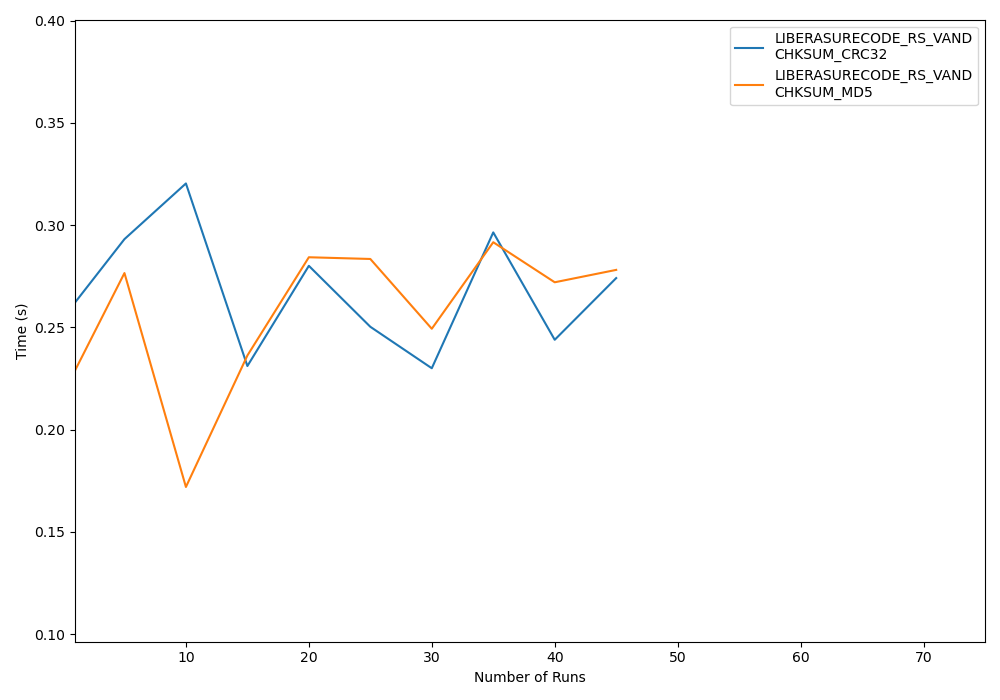 0.40
0.35
0.30
0.25
0.20
0.15
0.10
Time (s)
10 20 30 40 50 60 70
Number of Runs
LIBERASURECODE_RS_VAND
CHKSUM_CRC32
LIBERASURECODE_RS_VAND
CHKSUM_MD5